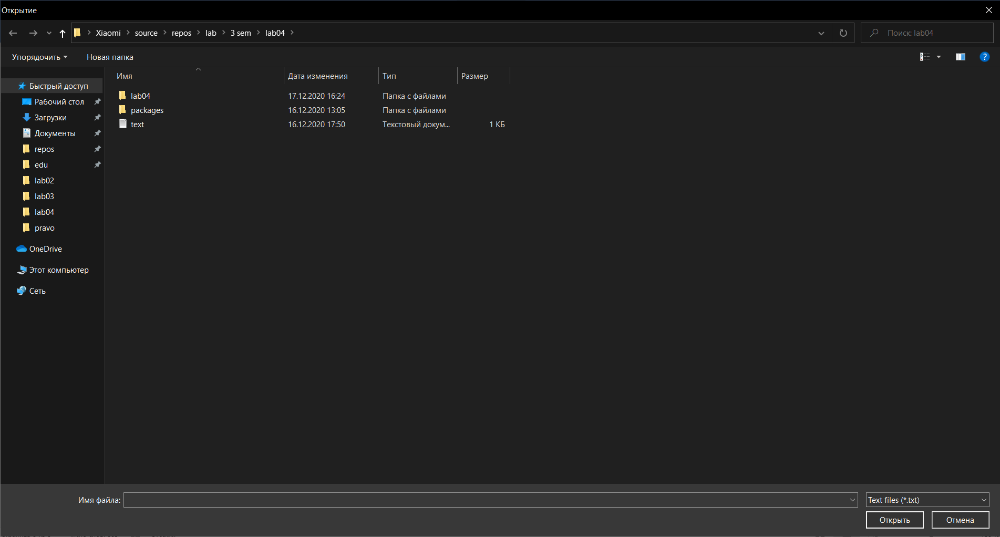 Открытие
Xiaomi source repos lab 3 sem lab04
Поиск: lab04
Упорядочить Новая папка
?
Имя Дата изменения Тип Размер
lab04 17.12.2020 16:24 Папка с файлами
packages 16.12.2020 13:05 Папка с файлами
text 16.12.2020 17:50 Текстовый докум... 1 КБ
Быстрый доступ
Рабочий стол
Загрузки
Документы
repos
edu
lab02
lab03
lab04
pravo
OneDrive
Этот компьютер
Сеть
Имя файла: Text files (*.txt)
Открыть Отмена